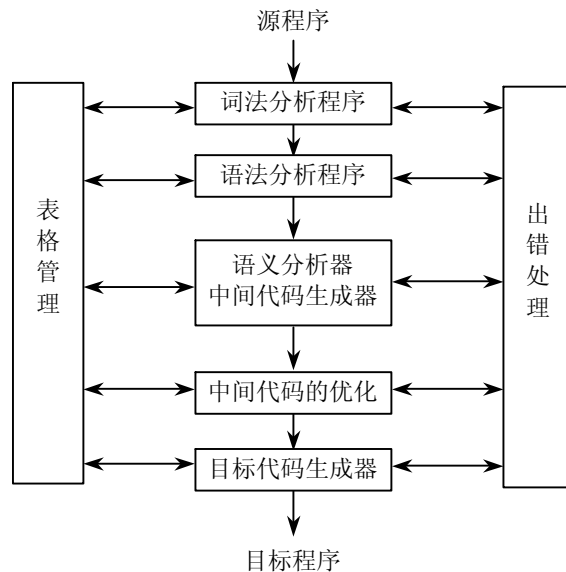 源程序
词法分析程序
语法分析程序
语义分析器
中间代码生成器
中间代码的优化
目标代码生成器
目标程序
表格管理
出错处理